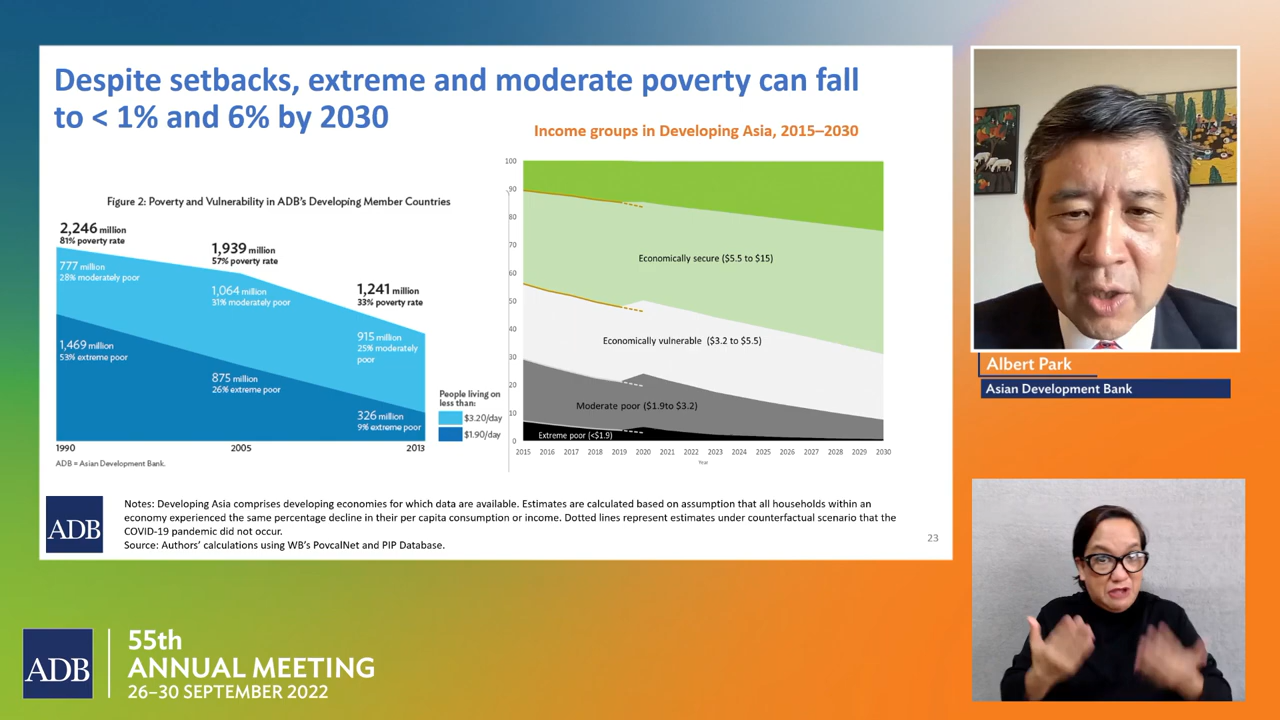 Despite setbacks, extreme and moderate poverty can fall
to < 1% and 6% by 2030
Figure 2: Poverty and Vulnerability in ADB's Developing Member Countries
2,246 million
81% poverty rate
777 million
28% moderately poor
1,469 million
53% extreme poor
1,939 million
57% poverty rate
1,064 million
31% moderately poor
875 million
26% extreme poor
1,241 million
33% poverty rate
915 million
25% moderately
poor
326 million
9% extreme poor
People living on
less than:
$3.20/day
$1.90/day
1990 2005 2013
ADB = Asian Development Bank.
Income groups in Developing Asia, 2015–2030
100
90
80
70
60
50
40
30
20
10
0
Economically secure ($5.5 to $15)
Economically vulnerable ($3.2 to $5.5)
Moderate poor ($1.9to $3.2)
Extreme poor (<$1.9)
2015 2016 2017 2018 2019 2020 2021 2022 2023 2024 2025 2026 2027 2028 2029 2030
Year
ADB
Notes: Developing Asia comprises developing economies for which data are available. Estimates are calculated based on assumption that all households within an
economy experienced the same percentage decline in their per capita consumption or income. Dotted lines represent estimates under counterfactual scenario that the
COVID-19 pandemic did not occur.
Source: Authors' calculations using WB's PovcalNet and PIP Database.
23
Albert Park
Asian Development Bank
ADB
55th
ANNUAL MEETING
26–30 SEPTEMBER 2022